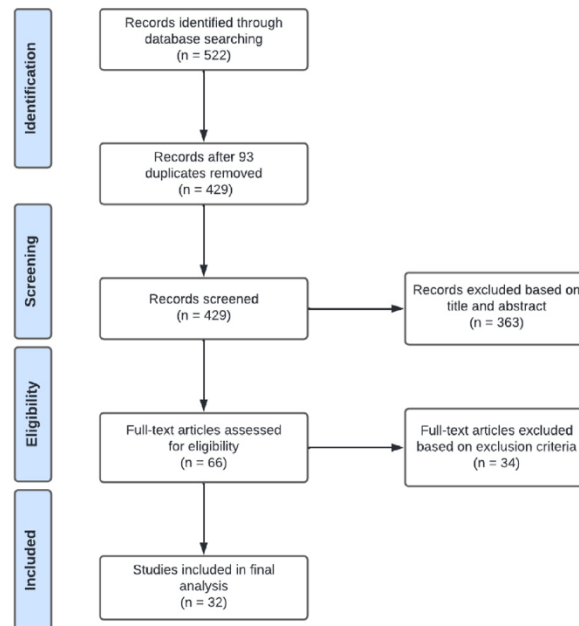 Identification
Records identified through
database searching
(n = 522)
Records after 93
duplicates removed
(n = 429)
Screening
Records screened
(n = 429)
Records excluded based on
title and abstract
(n = 363)
Eligibility
Full-text articles assessed
for eligibility
(n = 66)
Full-text articles excluded
based on exclusion criteria
(n = 34)
Included
Studies included in final
analysis
(n = 32)